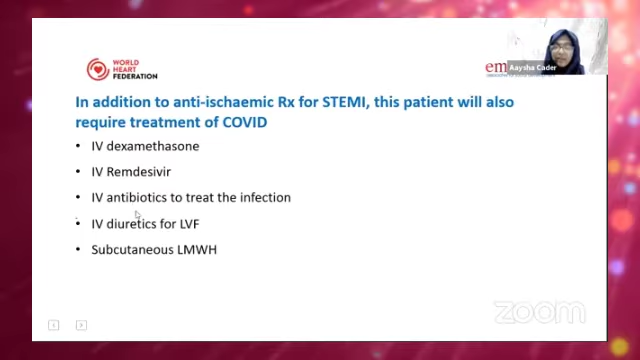 WORLD
HEART
FEDERATION
em
Aaysha Cader
In addition to anti-ischaemic Rx for STEMI, this patient will also
require treatment of COVID
• IV dexamethasone
• IV Remdesivir
• IV antibiotics to treat the infection
• IV diuretics for LVF
• Subcutaneous LMWH
zoom